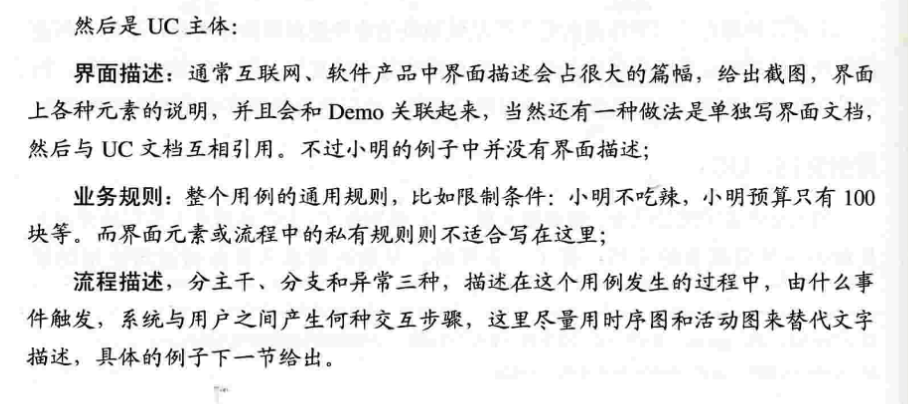 然后是 UC 主体：
界面描述：通常互联网、软件产品中界面描述会占很大的篇幅，给出截图，界面
上各种元素的说明，并且会和 Demo 关联起来，当然还有一种做法是单独写界面文档，
然后与 UC 文档互相引用。不过小明的例子中并没有界面描述；
业务规则：整个用例的通用规则，比如限制条件：小明不吃辣，小明预算只有 100
块等。而界面元素或流程中的私有规则则不适合写在这里；
流程描述，分主干、分支和异常三种，描述在这个用例发生的过程中，由什么事
件触发，系统与用户之间产生何种交互步骤，这里尽量用时序图和活动图来替代文字
描述，具体的例子下一节给出。